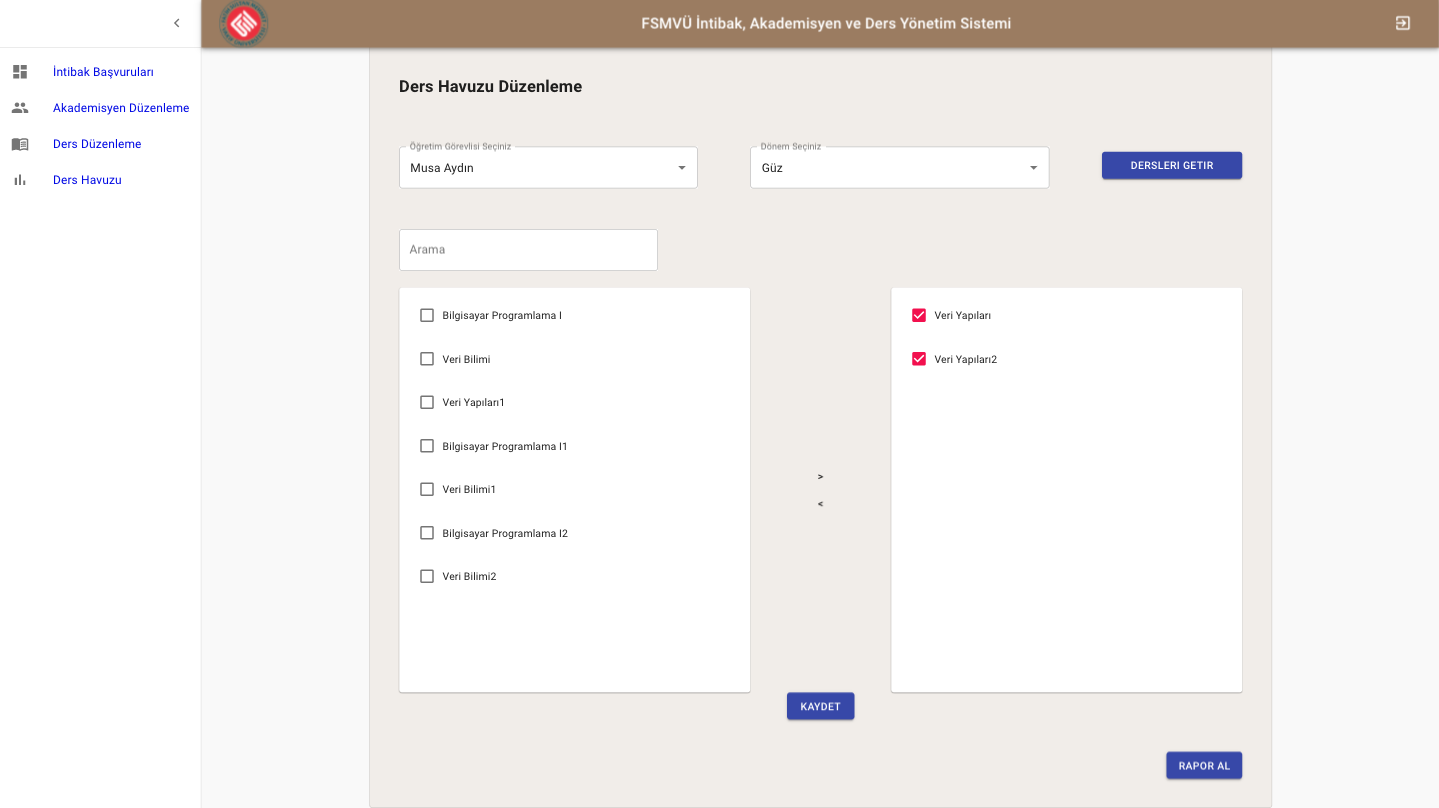 FSMVÜ İntibak, Akademisyen ve Ders Yönetim Sistemi
İntibak Başvuruları
Akademisyen Düzenleme
Ders Düzenleme
Ders Havuzu
Ders Havuzu Düzenleme
Öğretim Görevlisi Seçiniz
Musa Aydın
Dönem Seçiniz
Güz
DERSLERI GETIR
Arama
Bilgisayar Programlama I
Veri Bilimi
Veri Yapıları1
Bilgisayar Programlama I1
Veri Bilimi1
Bilgisayar Programlama I2
Veri Bilimi2
>
<
Veri Yapıları
Veri Yapıları2
KAYDET
RAPOR AL